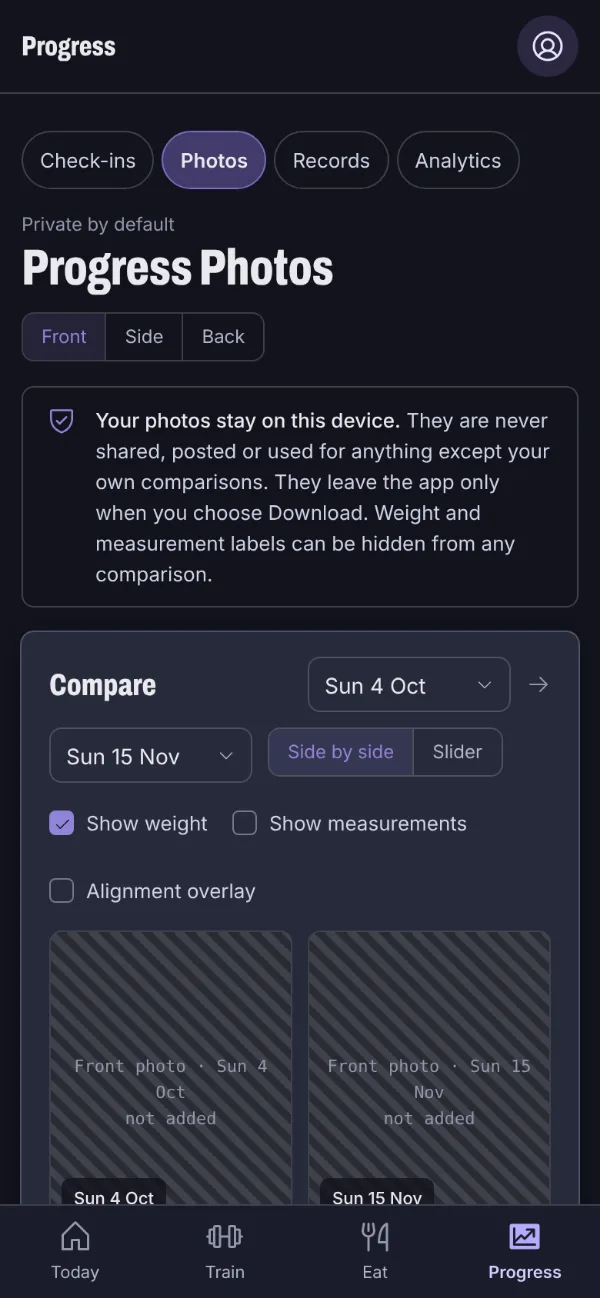 Progress
Check-ins
Photos
Records
Analytics
Private by default
Progress Photos
Front
Side
Back
Your photos stay on this device. They are never
shared, posted or used for anything except your
own comparisons. They leave the app only
when you choose Download. Weight and
measurement labels can be hidden from any
comparison.
Compare
Sun 4 Oct
Sun 15 Nov
Side by side
Slider
Show weight
Show measurements
Alignment overlay
Front photo · Sun 4
Oct
not added
Front photo · Sun 15
Nov
not added
Sun 4 Oct
Sun 15 Nov
Today
Train
Eat
Progress